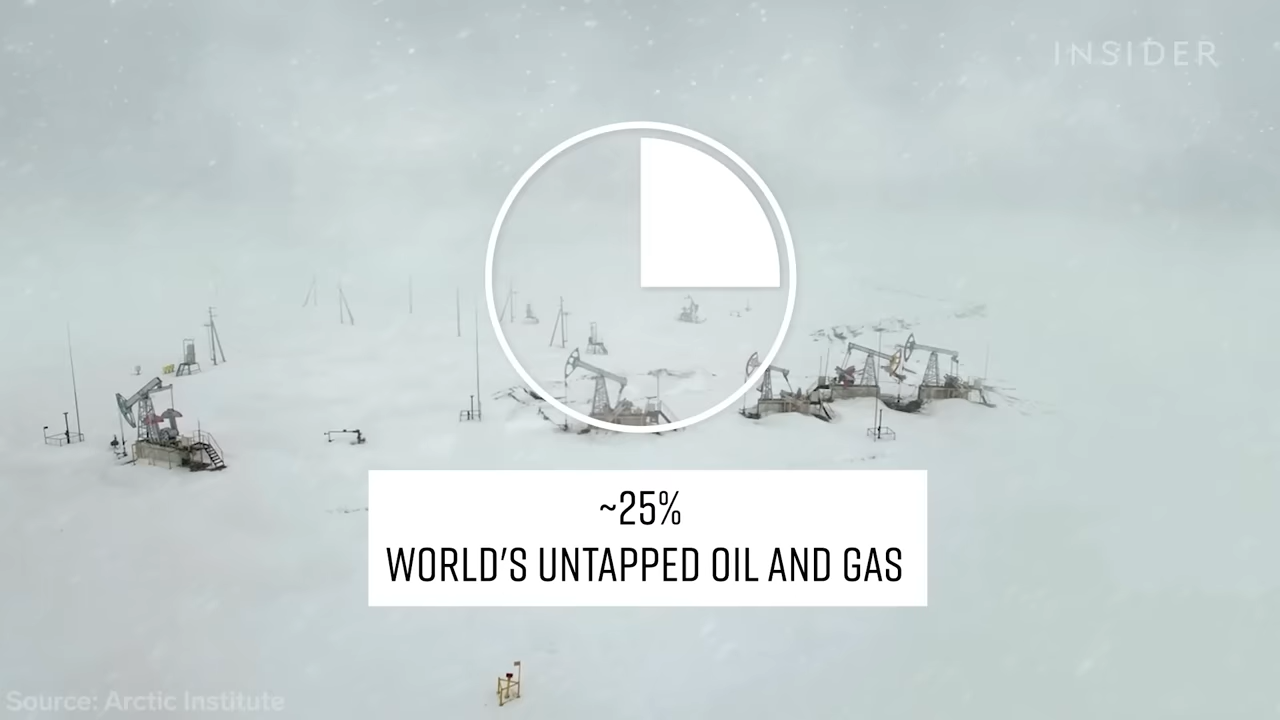 INSIDER
~25%
WORLD'S UNTAPPED OIL AND GAS
Source: Arctic Institute